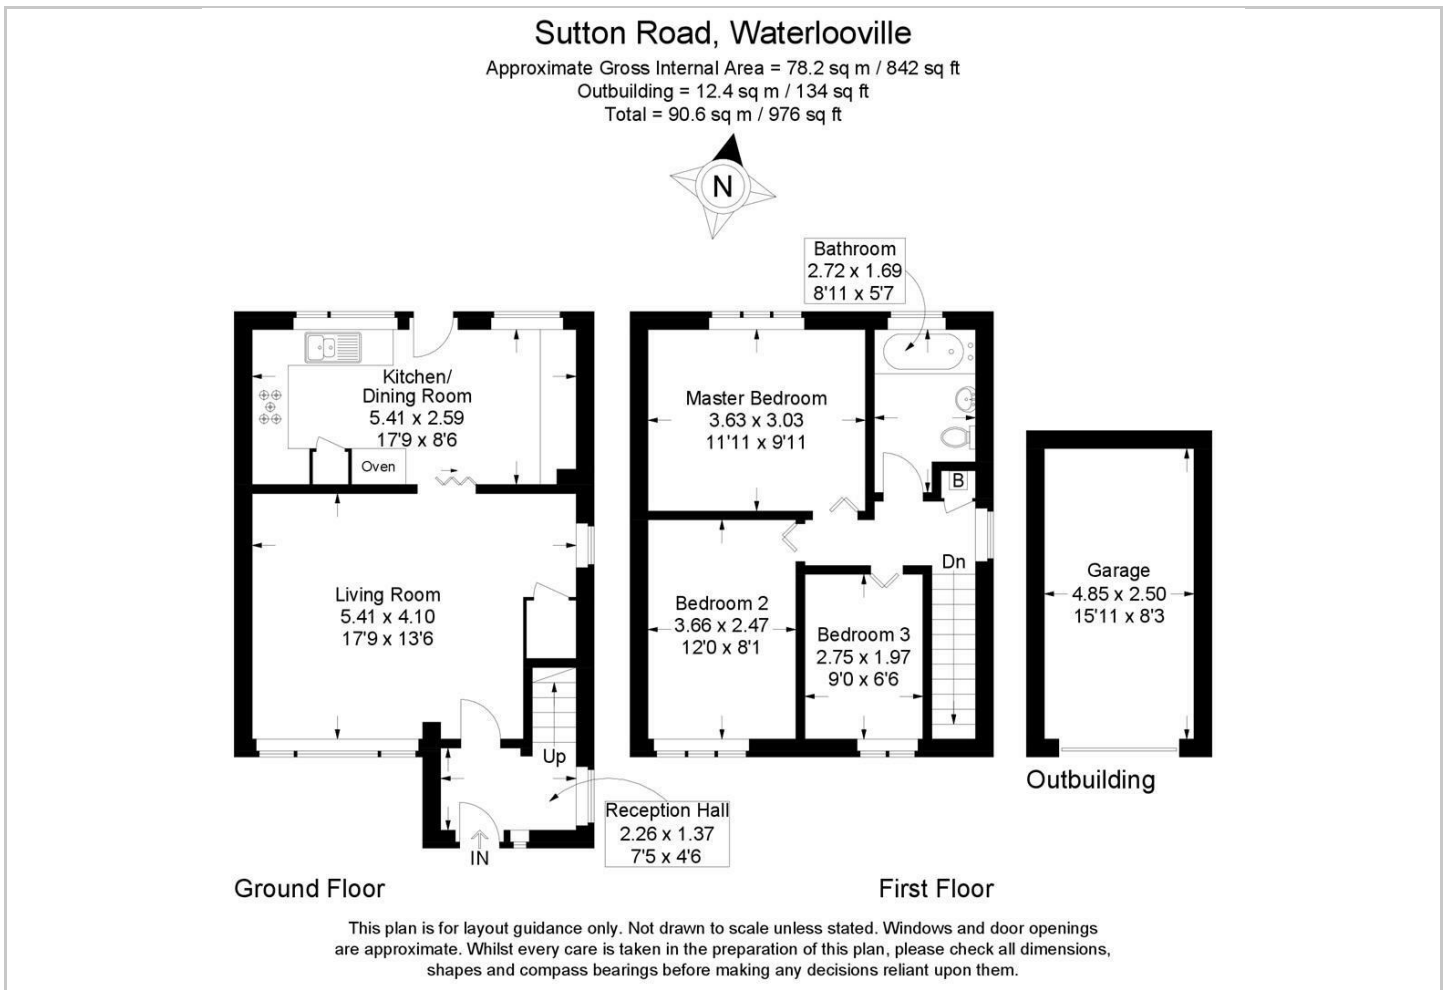 Sutton Road, Waterlooville
Approximate Gross Internal Area = 78.2 sq m / 842 sq ft
Outbuilding = 12.4 sq m / 134 sq ft
Total = 90.6 sq m / 976 sq ft
N
Kitchen/
Dining Room
5.41 x 2.59
17'9 x 8'6
Oven
Living Room
5.41 x 4.10
17'9 x 13'6
Up
IN
Reception Hall
2.26 x 1.37
7'5 x 4'6
Ground Floor
Bathroom
2.72 x 1.69
8'11 x 5'7
Master Bedroom
3.63 x 3.03
11'11 x 9'11
B
Dn
Bedroom 2
3.66 x 2.47
12'0 x 8'1
Bedroom 3
2.75 x 1.97
9'0 x 6'6
First Floor
Garage
4.85 x 2.50
15'11 x 8'3
Outbuilding
This plan is for layout guidance only. Not drawn to scale unless stated. Windows and door openings
are approximate. Whilst every care is taken in the preparation of this plan, please check all dimensions,
shapes and compass bearings before making any decisions reliant upon them.